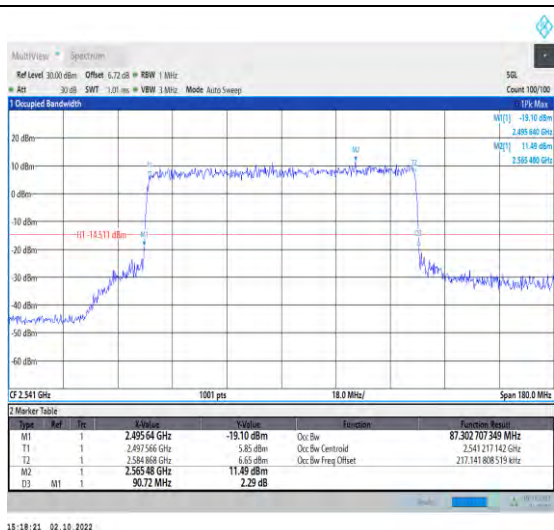 MultiView Spectrum
Ref Level 30.00 dBm Offset 6.72 dB RBW 1 MHz SGL
Att 30 dB SWT 1.01 ms VBW 3 MHz Mode Auto Sweep Count 100/100
1 Occupied Bandwidth 1Pk Max
M1[1] -19.10 dBm
2.495 640 GHz
M2[1] 11.49 dBm
2.565 480 GHz
20 dBm
M2
T2
10 dBm
0 dBm
-10 dBm
H1 -14.511 dBm
M1
-20 dBm
-30 dBm
-40 dBm
-50 dBm
-60 dBm
CF 2.541 GHz 1001 pts 18.0 MHz/ Span 180.0 MHz
2 Marker Table
Type Ref Trc X-Value Y-Value Function Function Result
M1 1 2.49564 GHz -19.10 dBm Occ Bw 87.302 707 349 MHz
T1 1 2.497 566 GHz 5.85 dBm Occ Bw Centroid 2.541 217 142 GHz
T2 1 2.584 868 GHz 6.65 dBm Occ Bw Freq Offset 217.141 808 519 kHz
M2 1 2.56548 GHz 11.49 dBm
D3 M1 1 90.72 MHz 2.29 dB
15:18:21 02.10.2022